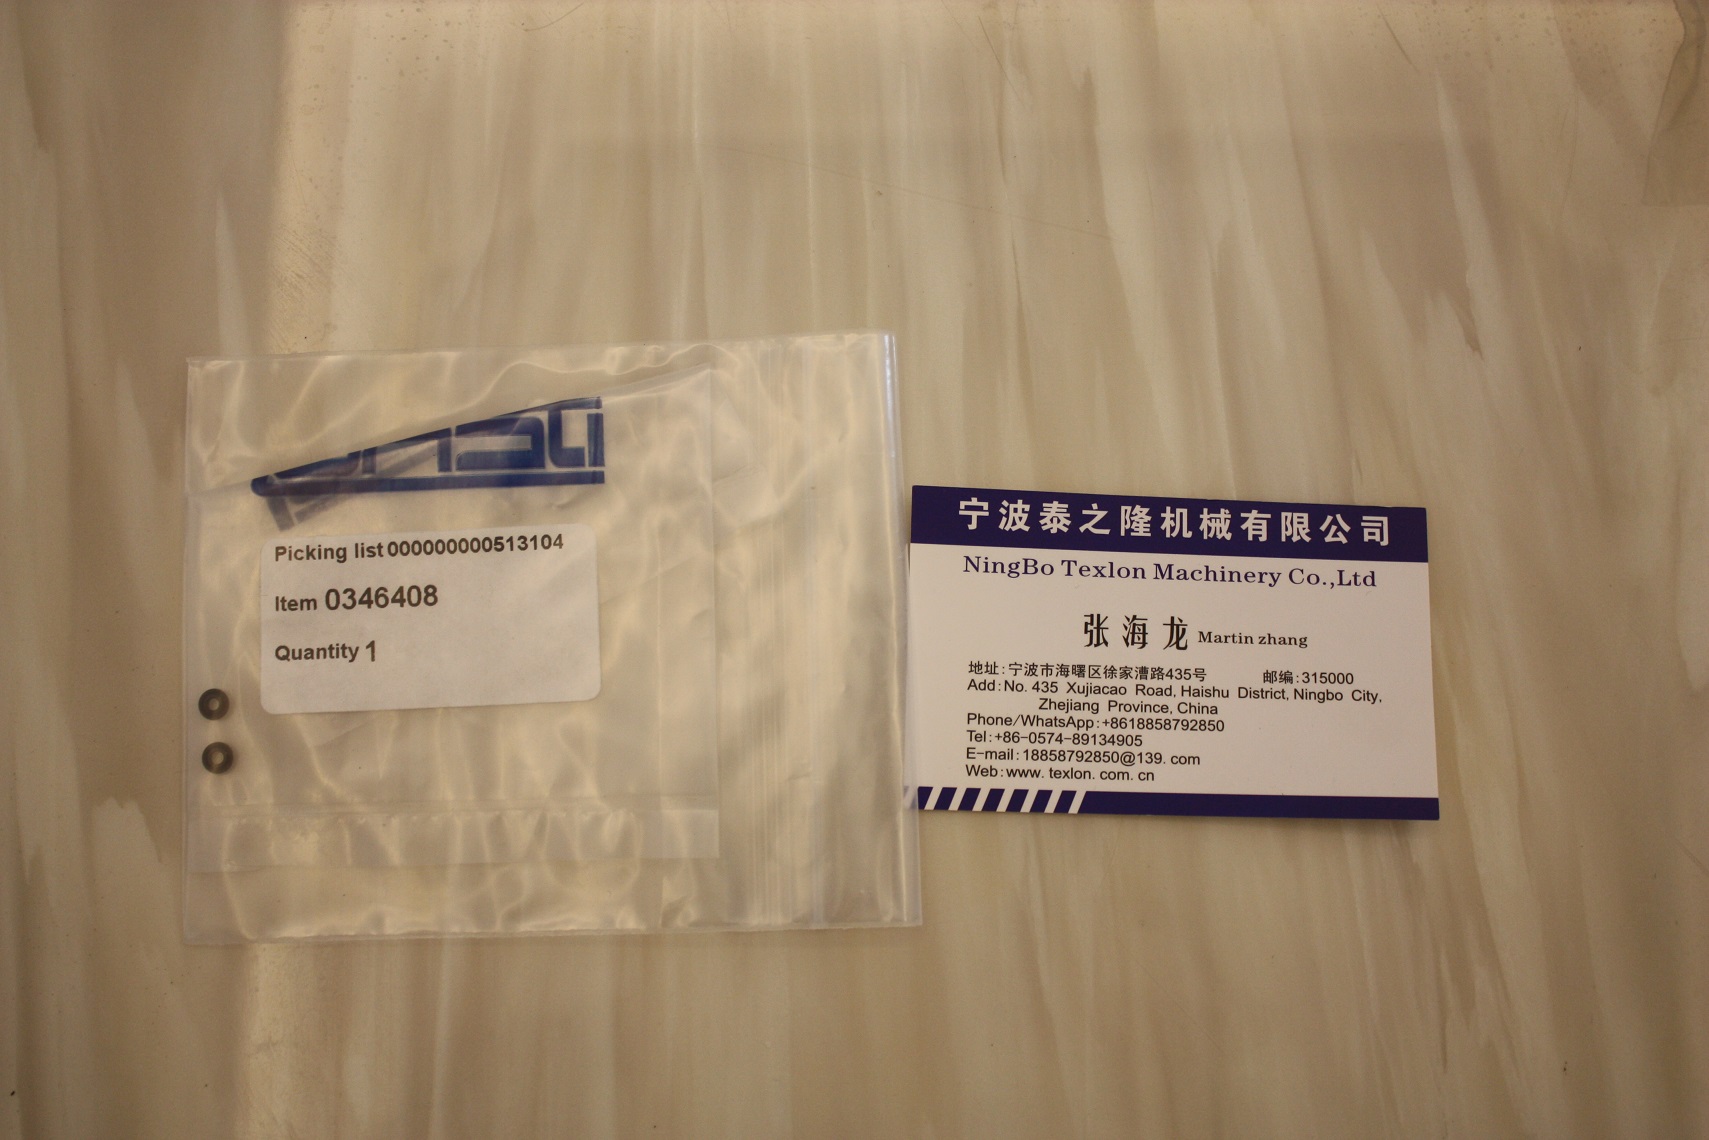 Picking list 000000000513104
Item 0346408
Quantity 1
宁波泰之隆机械有限公司
NingBo Texlon Machinery Co.,Ltd
张海龙 Martin zhang
地址:宁波市海曙区徐家漕路435号 邮编:315000
Add:No. 435 Xujiacao Road, Haishu District, Ningbo City,
Zhejiang Province, China
Phone/WhatsApp:+8618858792850
Tel:+86-0574-89134905
E-mail:18858792850@139. com
Web:www. texlon. com. cn